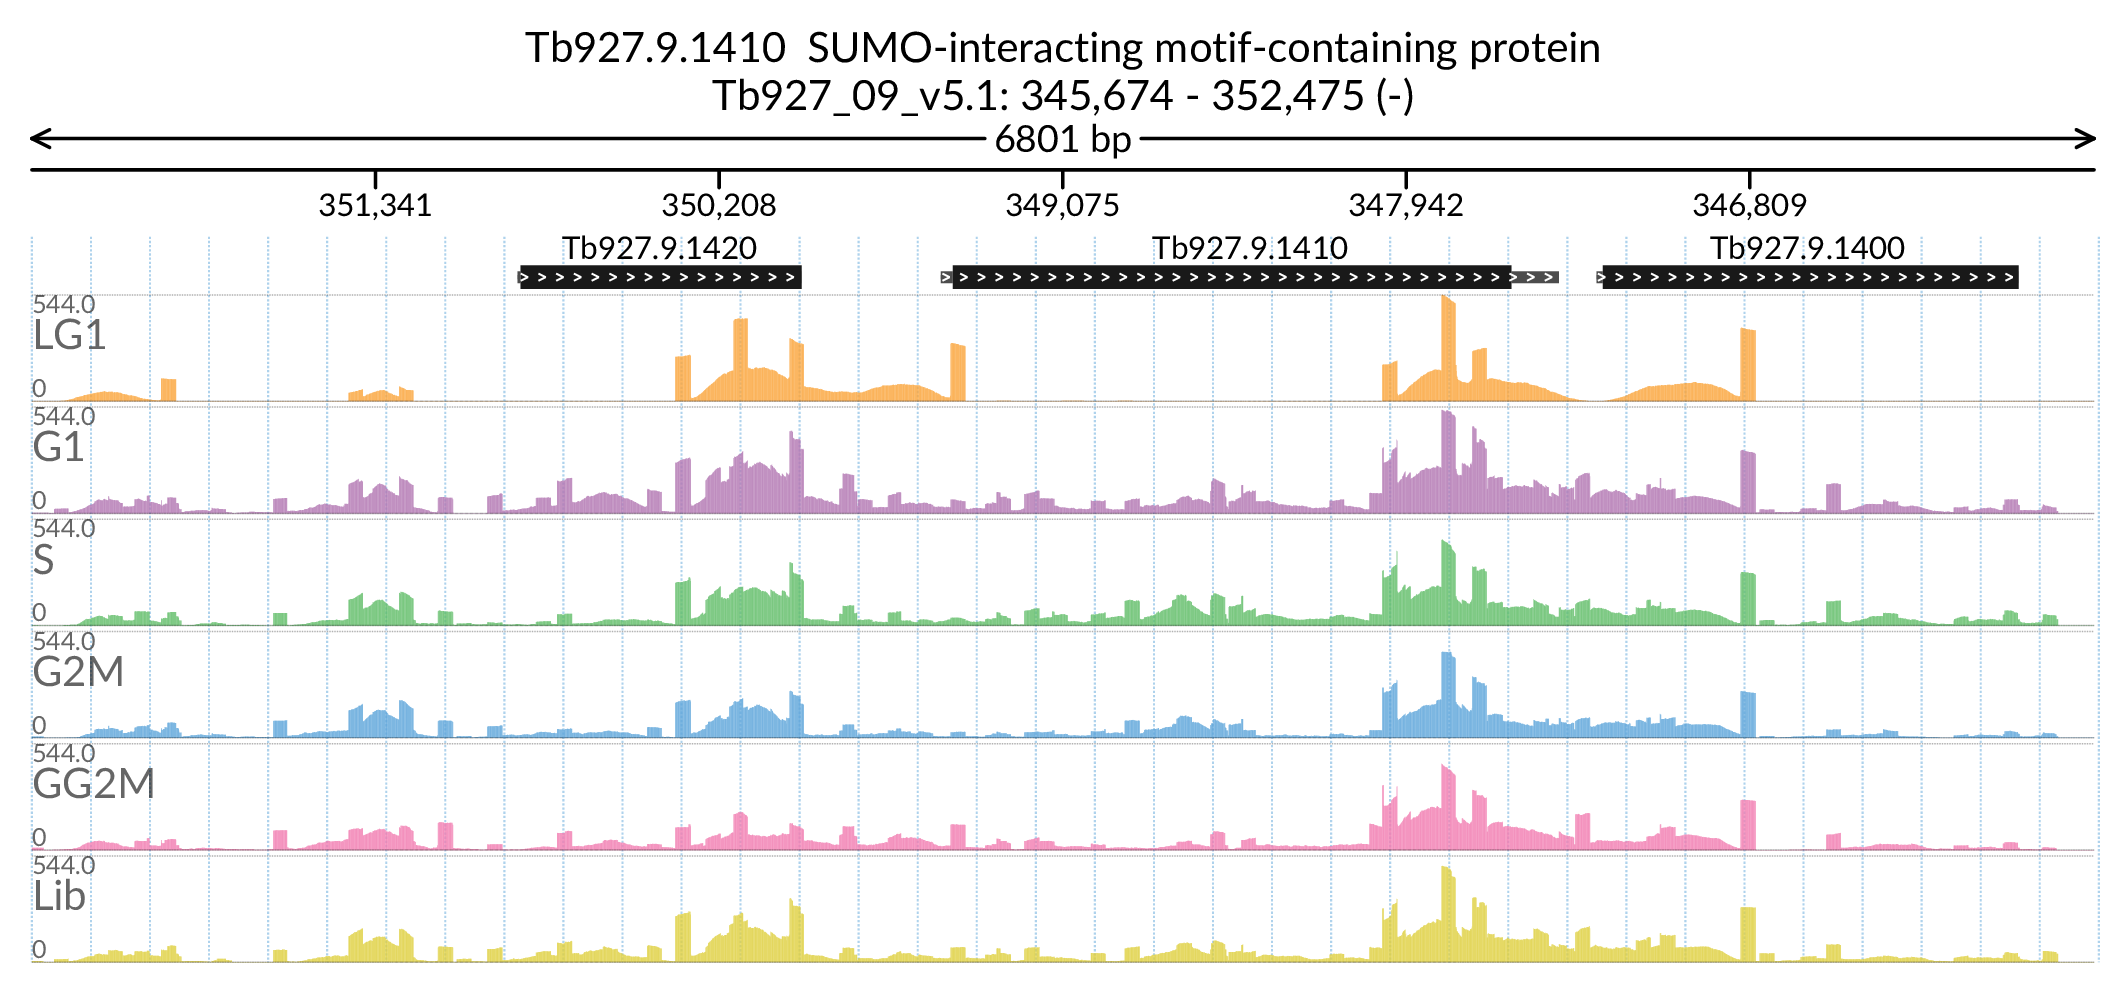 Tb927.9.1410  SUMO-interacting motif-containing protein
Tb927_09_v5.1: 345,674 - 352,475 (-)
6801 bp
351,341 350,208 349,075 347,942 346,809
Tb927.9.1420 Tb927.9.1410 Tb927.9.1400
544.0
LG1
0
544.0
G1
0
544.0
S
0
544.0
G2M
0
544.0
GG2M
0
544.0
Lib
0